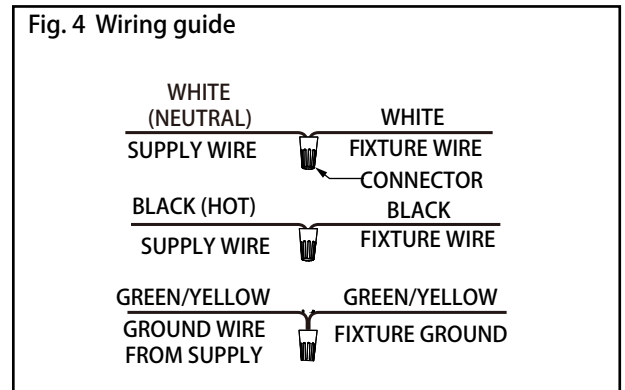 Fig. 4 Wiring guide
WHITE
(NEUTRAL)
WHITE
SUPPLY WIRE
FIXTURE WIRE
CONNECTOR
BLACK (HOT)
BLACK
SUPPLY WIRE
FIXTURE WIRE
GREEN/YELLOW
GREEN/YELLOW
GROUND WIRE
FROM SUPPLY
FIXTURE GROUND